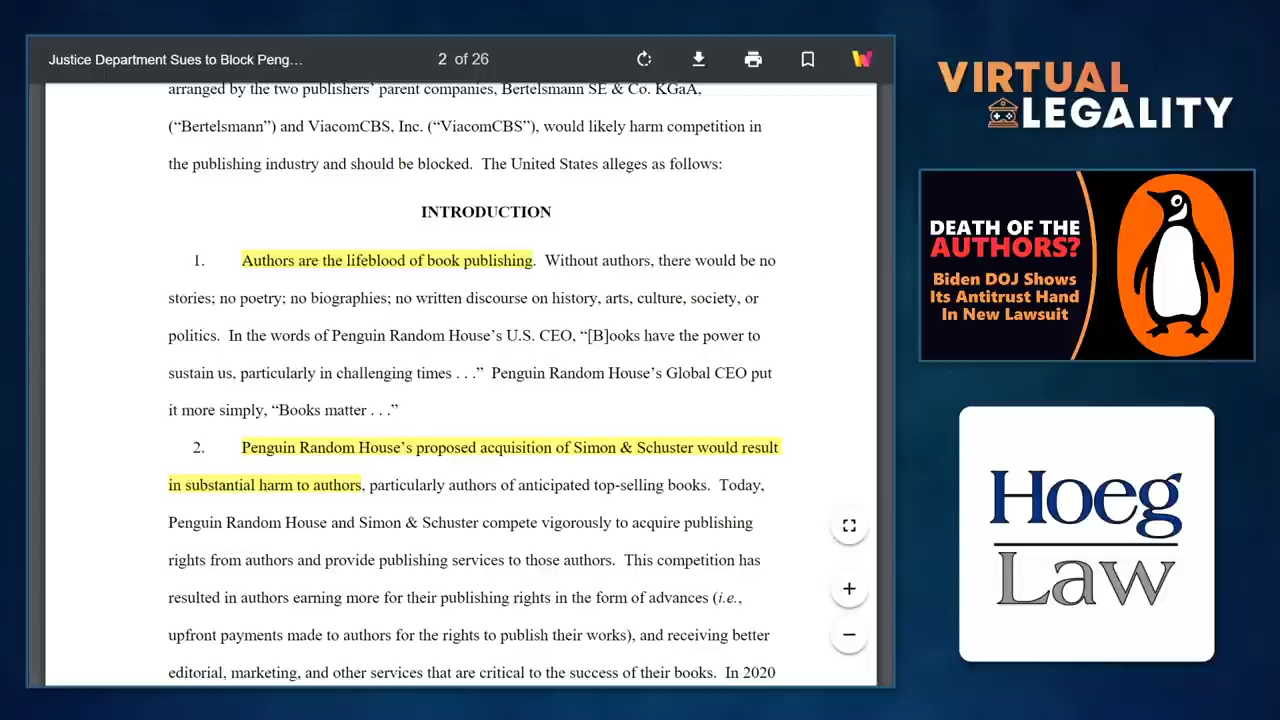 Justice Department Sues to Block Peng…
2 of 26
arranged by the two publishers' parent companies, Bertelsmann SE & Co. KGaA,
(“Bertelsmann”) and ViacomCBS, Inc. (“ViacomCBS”), would likely harm competition in
the publishing industry and should be blocked. The United States alleges as follows:
INTRODUCTION
1. Authors are the lifeblood of book publishing. Without authors, there would be no
stories; no poetry; no biographies; no written discourse on history, arts, culture, society, or
politics. In the words of Penguin Random House’s U.S. CEO, “[B]ooks have the power to
sustain us, particularly in challenging times . . .” Penguin Random House’s Global CEO put
it more simply, “Books matter . . .”
2. Penguin Random House’s proposed acquisition of Simon & Schuster would result
in substantial harm to authors, particularly authors of anticipated top-selling books. Today,
Penguin Random House and Simon & Schuster compete vigorously to acquire publishing
rights from authors and provide publishing services to those authors. This competition has
resulted in authors earning more for their publishing rights in the form of advances (i.e.,
upfront payments made to authors for the rights to publish their works), and receiving better
editorial, marketing, and other services that are critical to the success of their books. In 2020
VIRTUAL
LEGALITY
DEATH OF THE
AUTHORS?
Biden DOJ Shows
Its Antitrust Hand
In New Lawsuit
Hoeg
Law